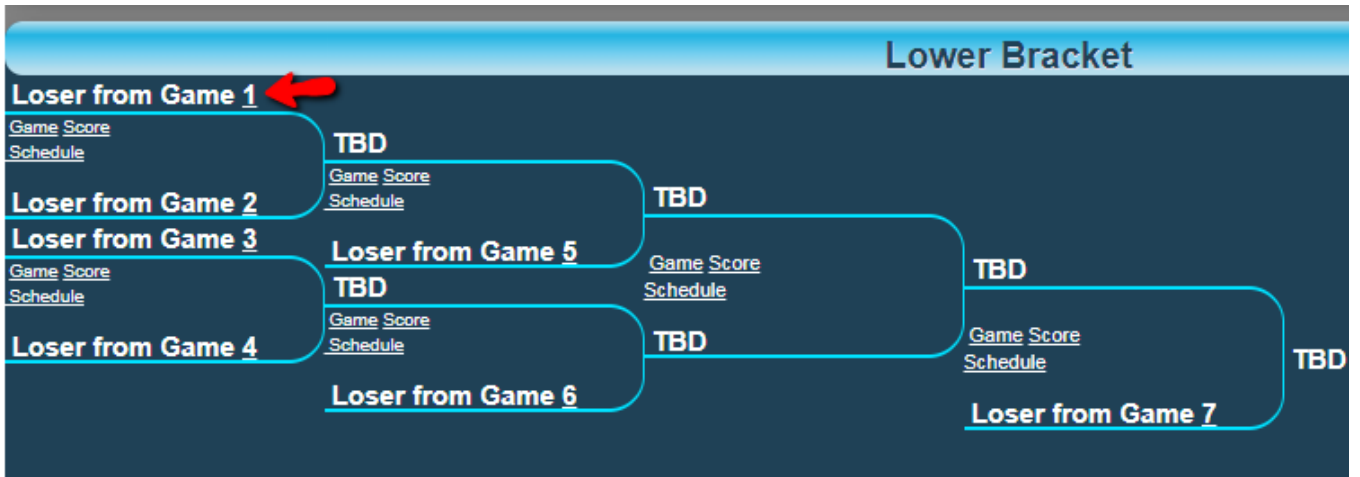 Lower Bracket
Loser from Game 1
Game Score
Schedule
Loser from Game 2
Loser from Game 3
Game Score
Schedule
Loser from Game 4
TBD
Game Score
Schedule
Loser from Game 5
TBD
Game Score
Schedule
Loser from Game 6
TBD
Game Score
Schedule
TBD
TBD
Game Score
Schedule
Loser from Game 7
TBD